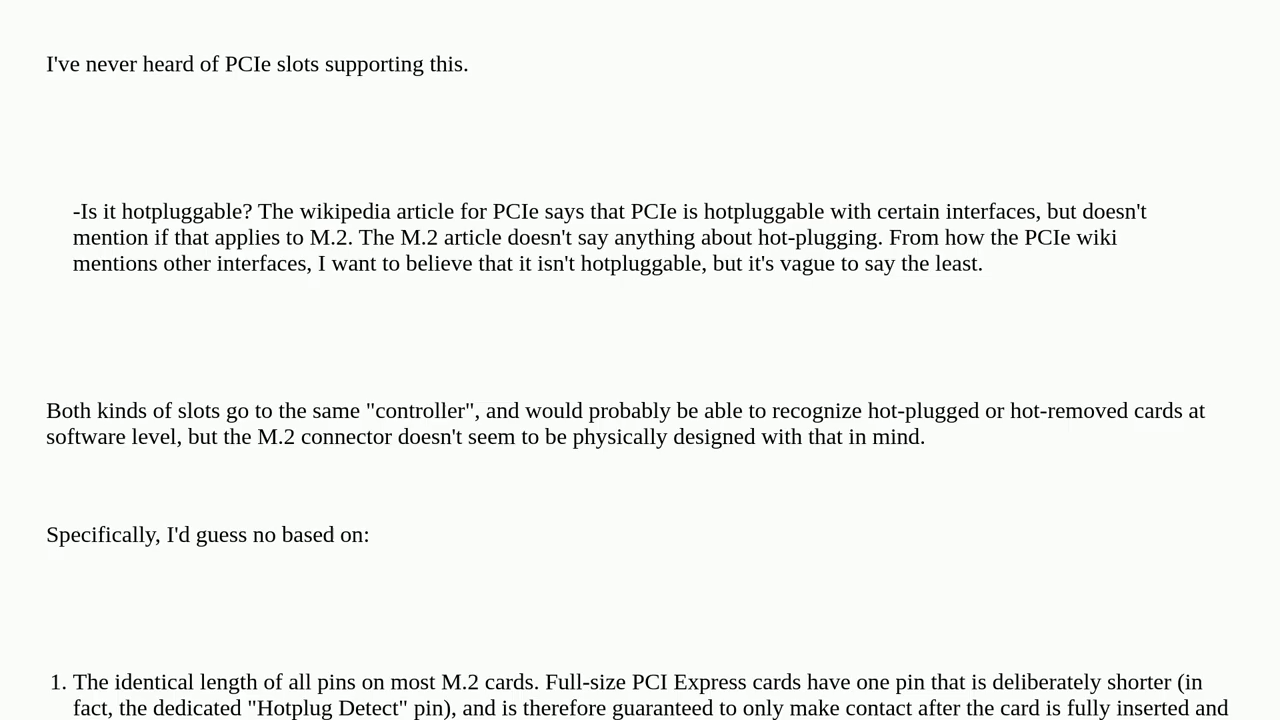 I've never heard of PCIe slots supporting this.
-Is it hotpluggable? The wikipedia article for PCIe says that PCIe is hotpluggable with certain interfaces, but doesn't
mention if that applies to M.2. The M.2 article doesn't say anything about hot-plugging. From how the PCIe wiki
mentions other interfaces, I want to believe that it isn't hotpluggable, but it's vague to say the least.
Both kinds of slots go to the same "controller", and would probably be able to recognize hot-plugged or hot-removed cards at
software level, but the M.2 connector doesn't seem to be physically designed with that in mind.
Specifically, I'd guess no based on:
1. The identical length of all pins on most M.2 cards. Full-size PCI Express cards have one pin that is deliberately shorter (in
fact, the dedicated "Hotplug Detect" pin), and is therefore guaranteed to only make contact after the card is fully inserted and